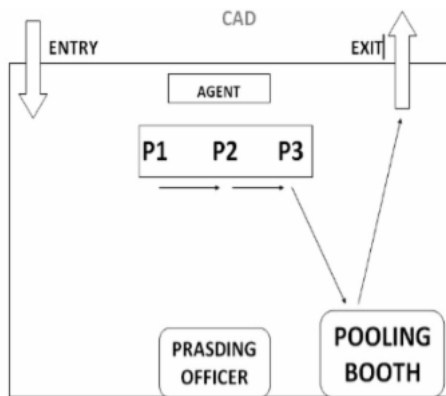 CAD
ENTRY
EXIT
AGENT
P1 P2 P3
PRASDING
OFFICER
POOLING
BOOTH